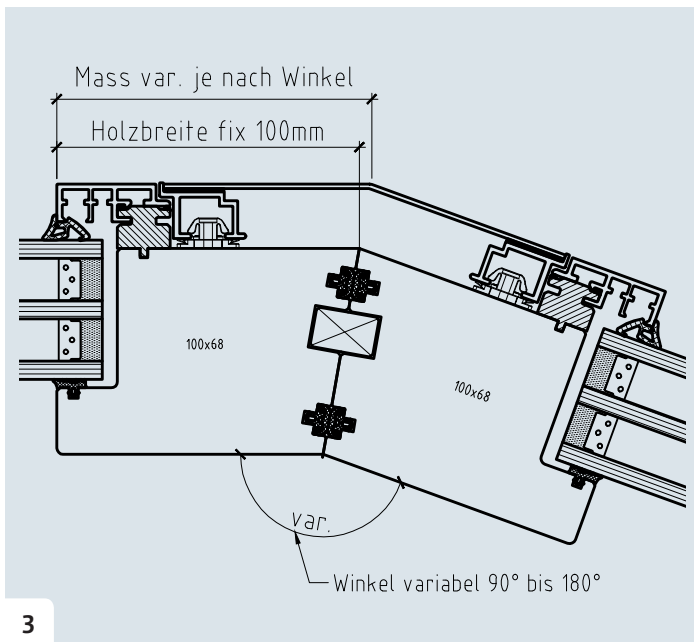 Mass var. je nach Winkel
Holzbreite fix 100mm
100x68
100x68
var.
Winkel variabel 90° bis 180°
3